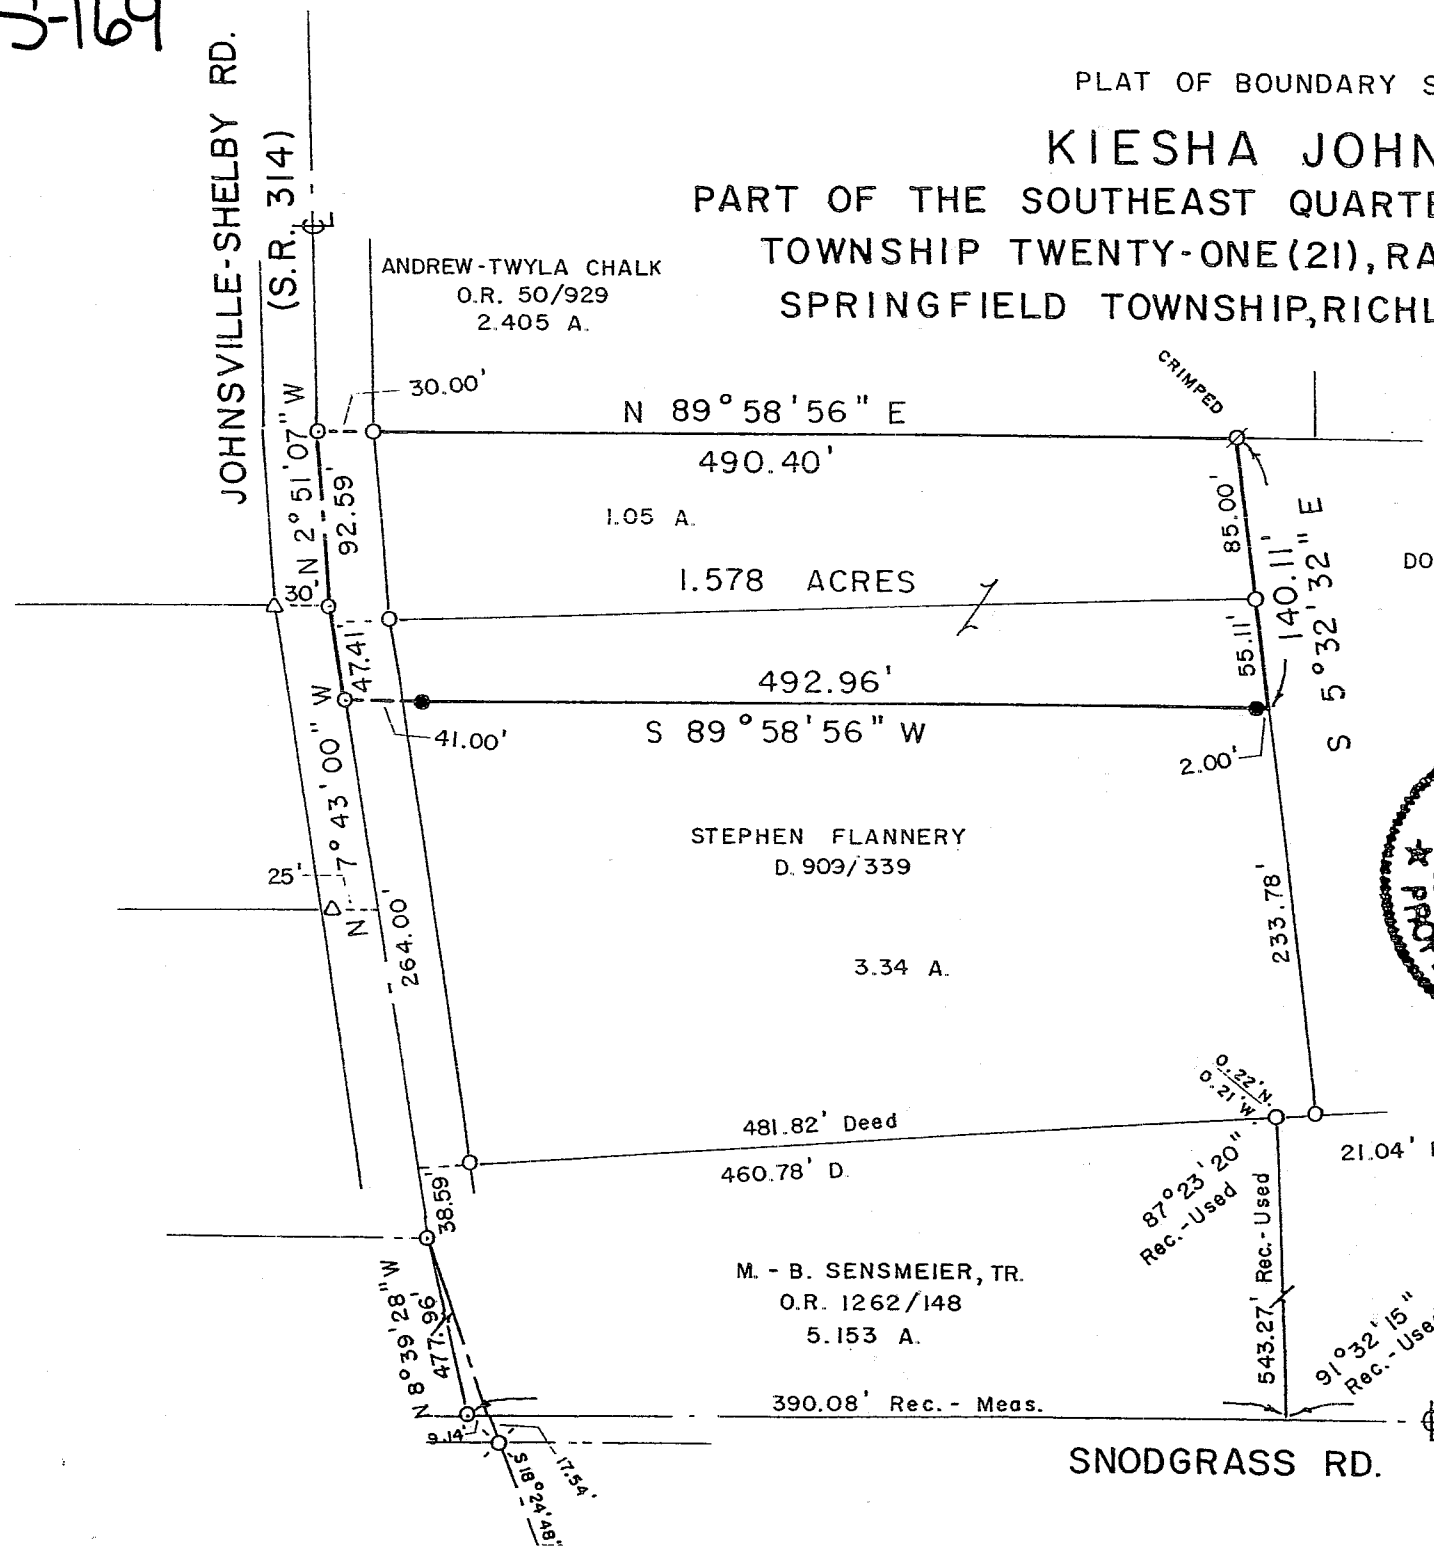 S-169
PLAT OF BOUNDARY S
KIESHA JOHN
PART OF THE SOUTHEAST QUARTE
TOWNSHIP TWENTY-ONE(21), RA
SPRINGFIELD TOWNSHIP, RICHL
JOHNSVILLE-SHELBY RD.
(S.R. 314)
ANDREW-TWYLA CHALK
O.R. 50/929
2.405 A.
30.00'
CRIMPED
N 89°58'56" E
490.40'
N 2°51'07" W
92.59'
1.05 A.
85.00'
140.11'
S 5°32'32" E
DO
1.578 ACRES
30'
47.41'
55.11'
492.96'
S 89°58'56" W
41.00'
2.00'
N 7°43'00" W
STEPHEN FLANNERY
D. 909/339
25'
264.00'
233.78'
3.34 A.
0.22' N.
0.21' W.
481.82' Deed
460.78' D.
21.04'
87°23'20"
Rec.-Used
38.59'
543.27' Rec.-Used
M. - B. SENSMEIER, TR.
O.R. 1262/148
5.153 A.
N 8°39'28" W
477.96'
91°32'15"
Rec.-Use
390.08' Rec. - Meas.
9.14'
17.54'
S 18°24'48"
SNODGRASS RD.